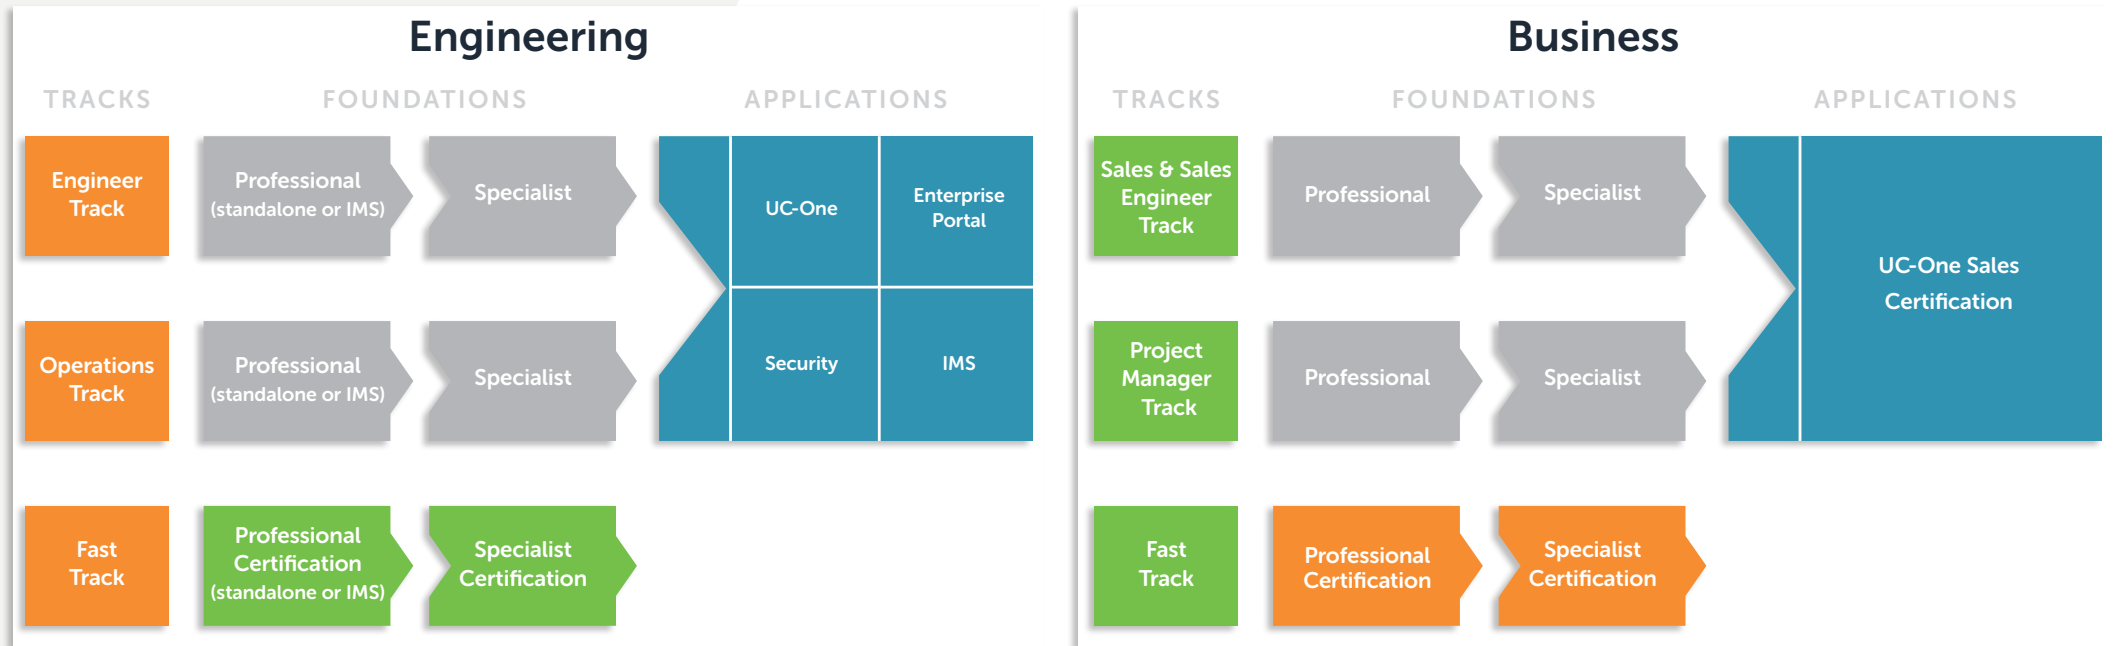 Engineering
TRACKS
FOUNDATIONS
APPLICATIONS
Engineer
Track
Professional
(standalone or IMS)
Specialist
UC-One
Enterprise
Portal
Operations
Track
Professional
(standalone or IMS)
Specialist
Security
IMS
Fast
Track
Professional
Certification
(standalone or IMS)
Specialist
Certification
Business
TRACKS
FOUNDATIONS
APPLICATIONS
Sales & Sales
Engineer
Track
Professional
Specialist
UC-One Sales
Certification
Project
Manager
Track
Professional
Specialist
Fast
Track
Professional
Certification
Specialist
Certification